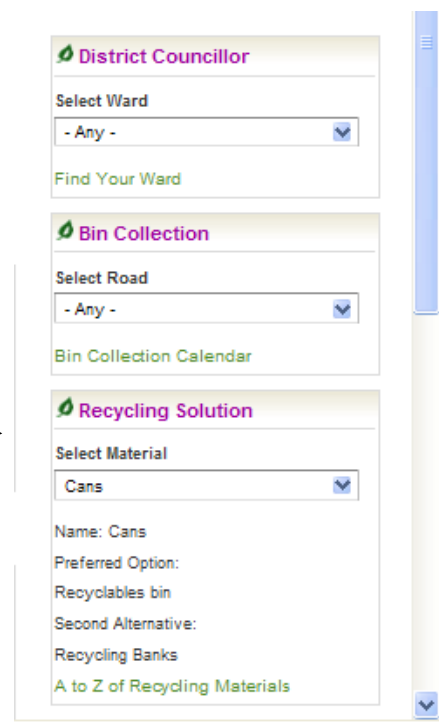 District Councillor
Select Ward
- Any -
Find Your Ward
Bin Collection
Select Road
- Any -
Bin Collection Calendar
Recycling Solution
Select Material
Cans
Name: Cans
Preferred Option:
Recyclables bin
Second Alternative:
Recycling Banks
A to Z of Recycling Materials